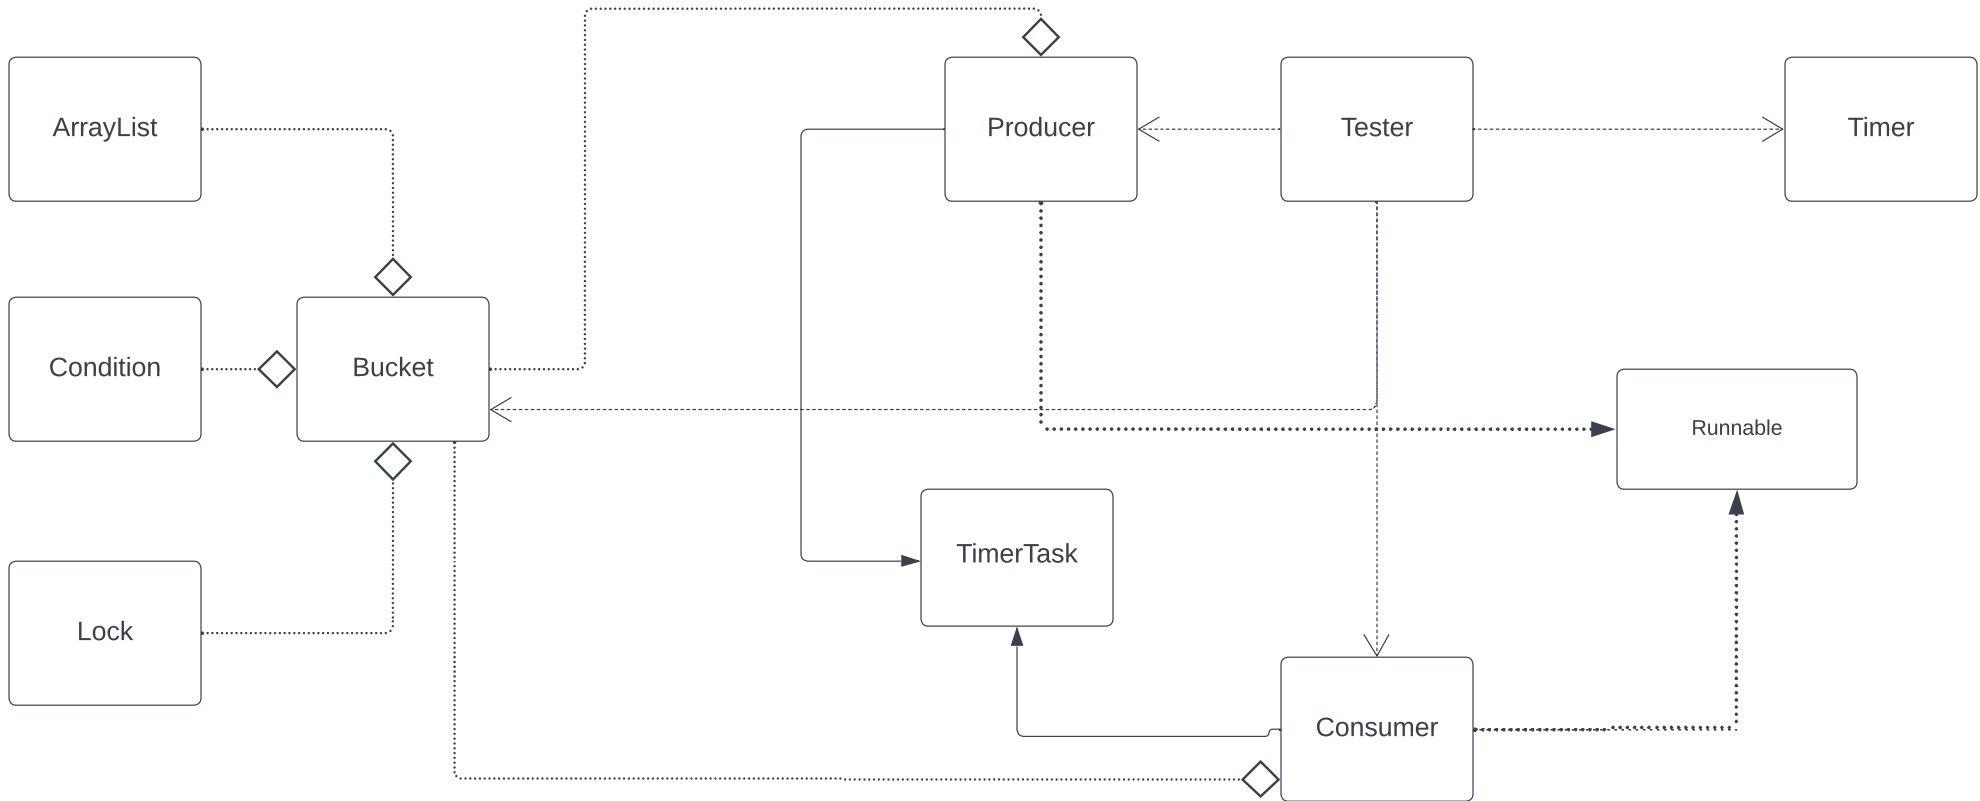 ArrayList
Producer
Tester
Timer
Condition
Bucket
Runnable
TimerTask
Lock
Consumer